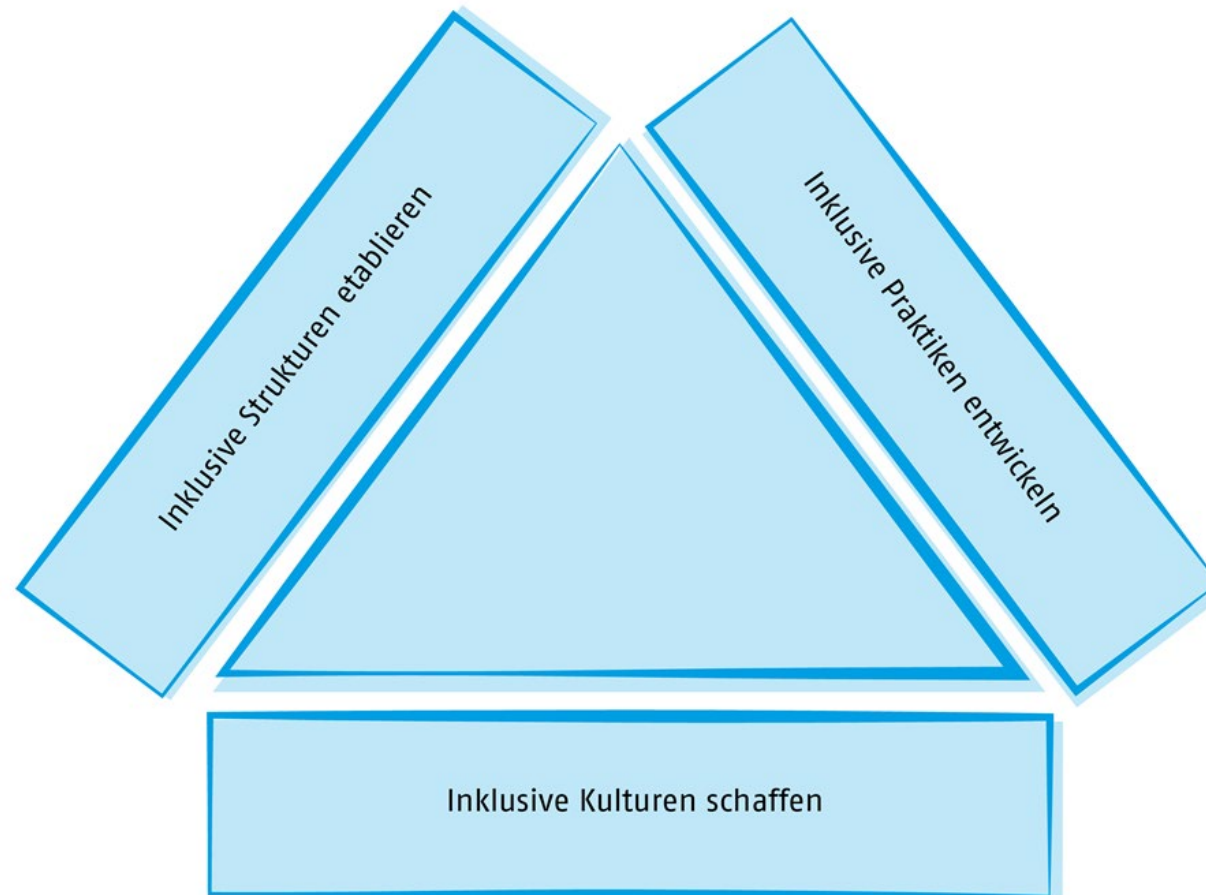 Inklusive Strukturen etablieren
Inklusive Praktiken entwickeln
Inklusive Kulturen schaffen